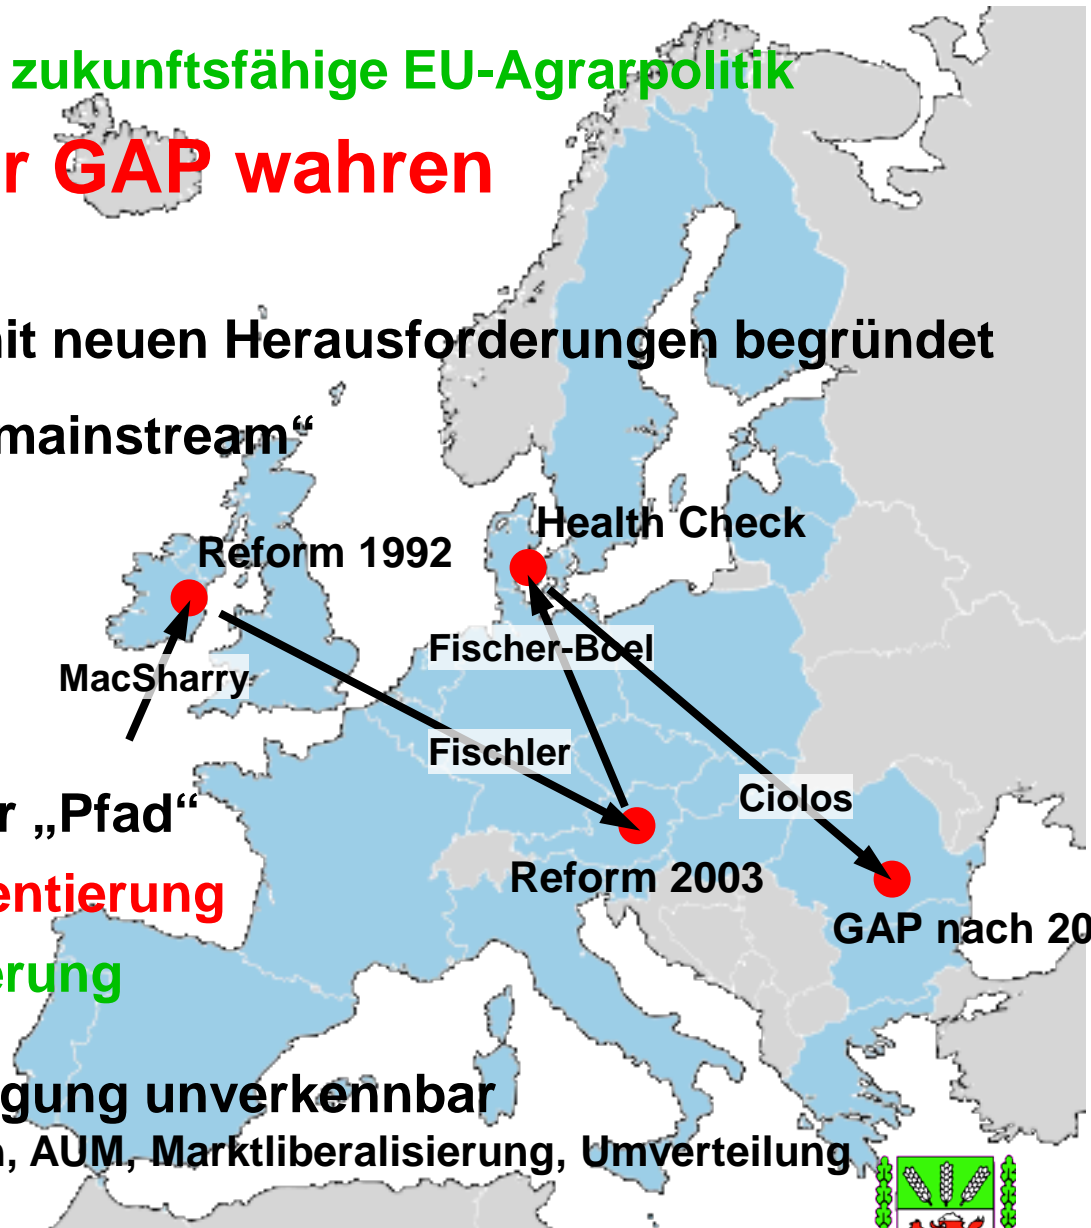 zukunftsfähige EU-Agrarpolitik
r GAP wahren
it neuen Herausforderungen begründet
mainstream“
Health Check
Reform 1992
Fischer-Boel
MacSharry
Fischler
Ciolos
r „Pfad“
Reform 2003
entierung
GAP nach 20
erung
gung unverkennbar
, AUM, Marktliberalisierung, Umverteilung